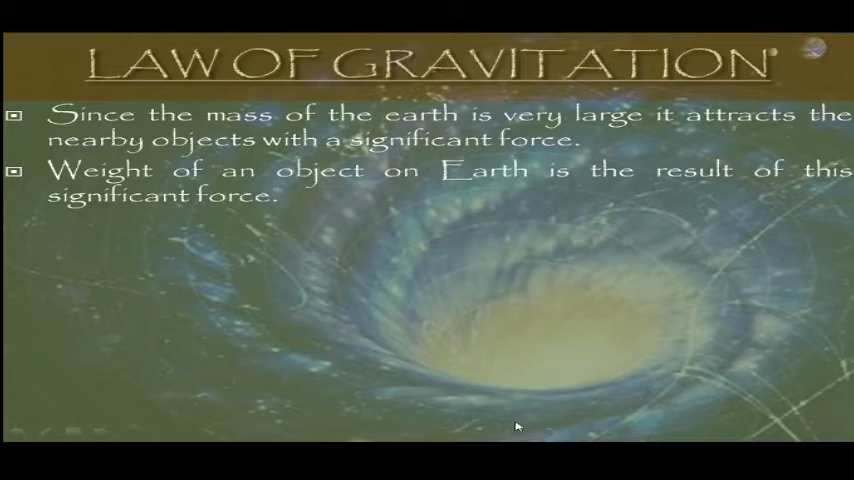 LAW OF GRAVITATION
Since the mass of the earth is very large it attracts the
nearby objects with a significant force.
Weight of an object on Earth is the result of this
significant force.